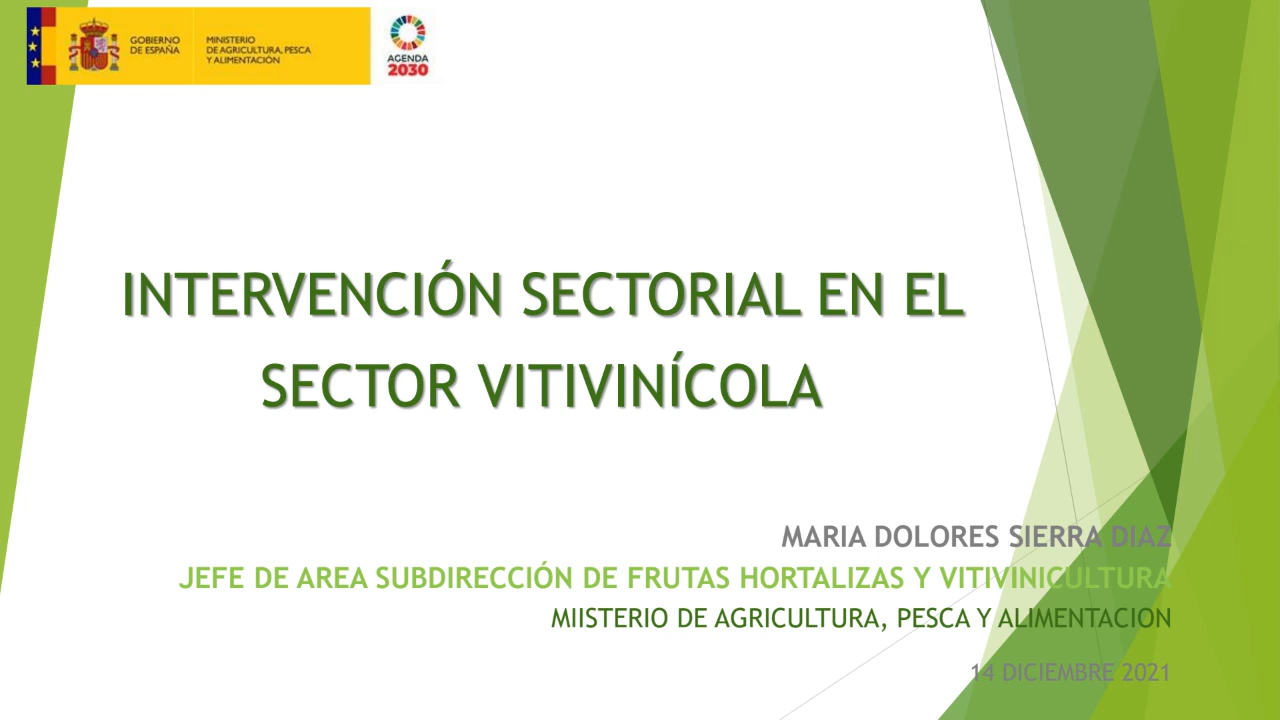 GOBIERNO
DE ESPAÑA
MINISTERIO
DE AGRICULTURA, PESCA
Y ALIMENTACIÓN
AGENDA
2030
INTERVENCIÓN SECTORIAL EN EL
SECTOR VITIVINÍCOLA
MARIA DOLORES SIERRA DIAZ
JEFE DE AREA SUBDIRECCIÓN DE FRUTAS HORTALIZAS Y VITIVINICULTURA
MIISTERIO DE AGRICULTURA, PESCA Y ALIMENTACION
14 DICIEMBRE 2021